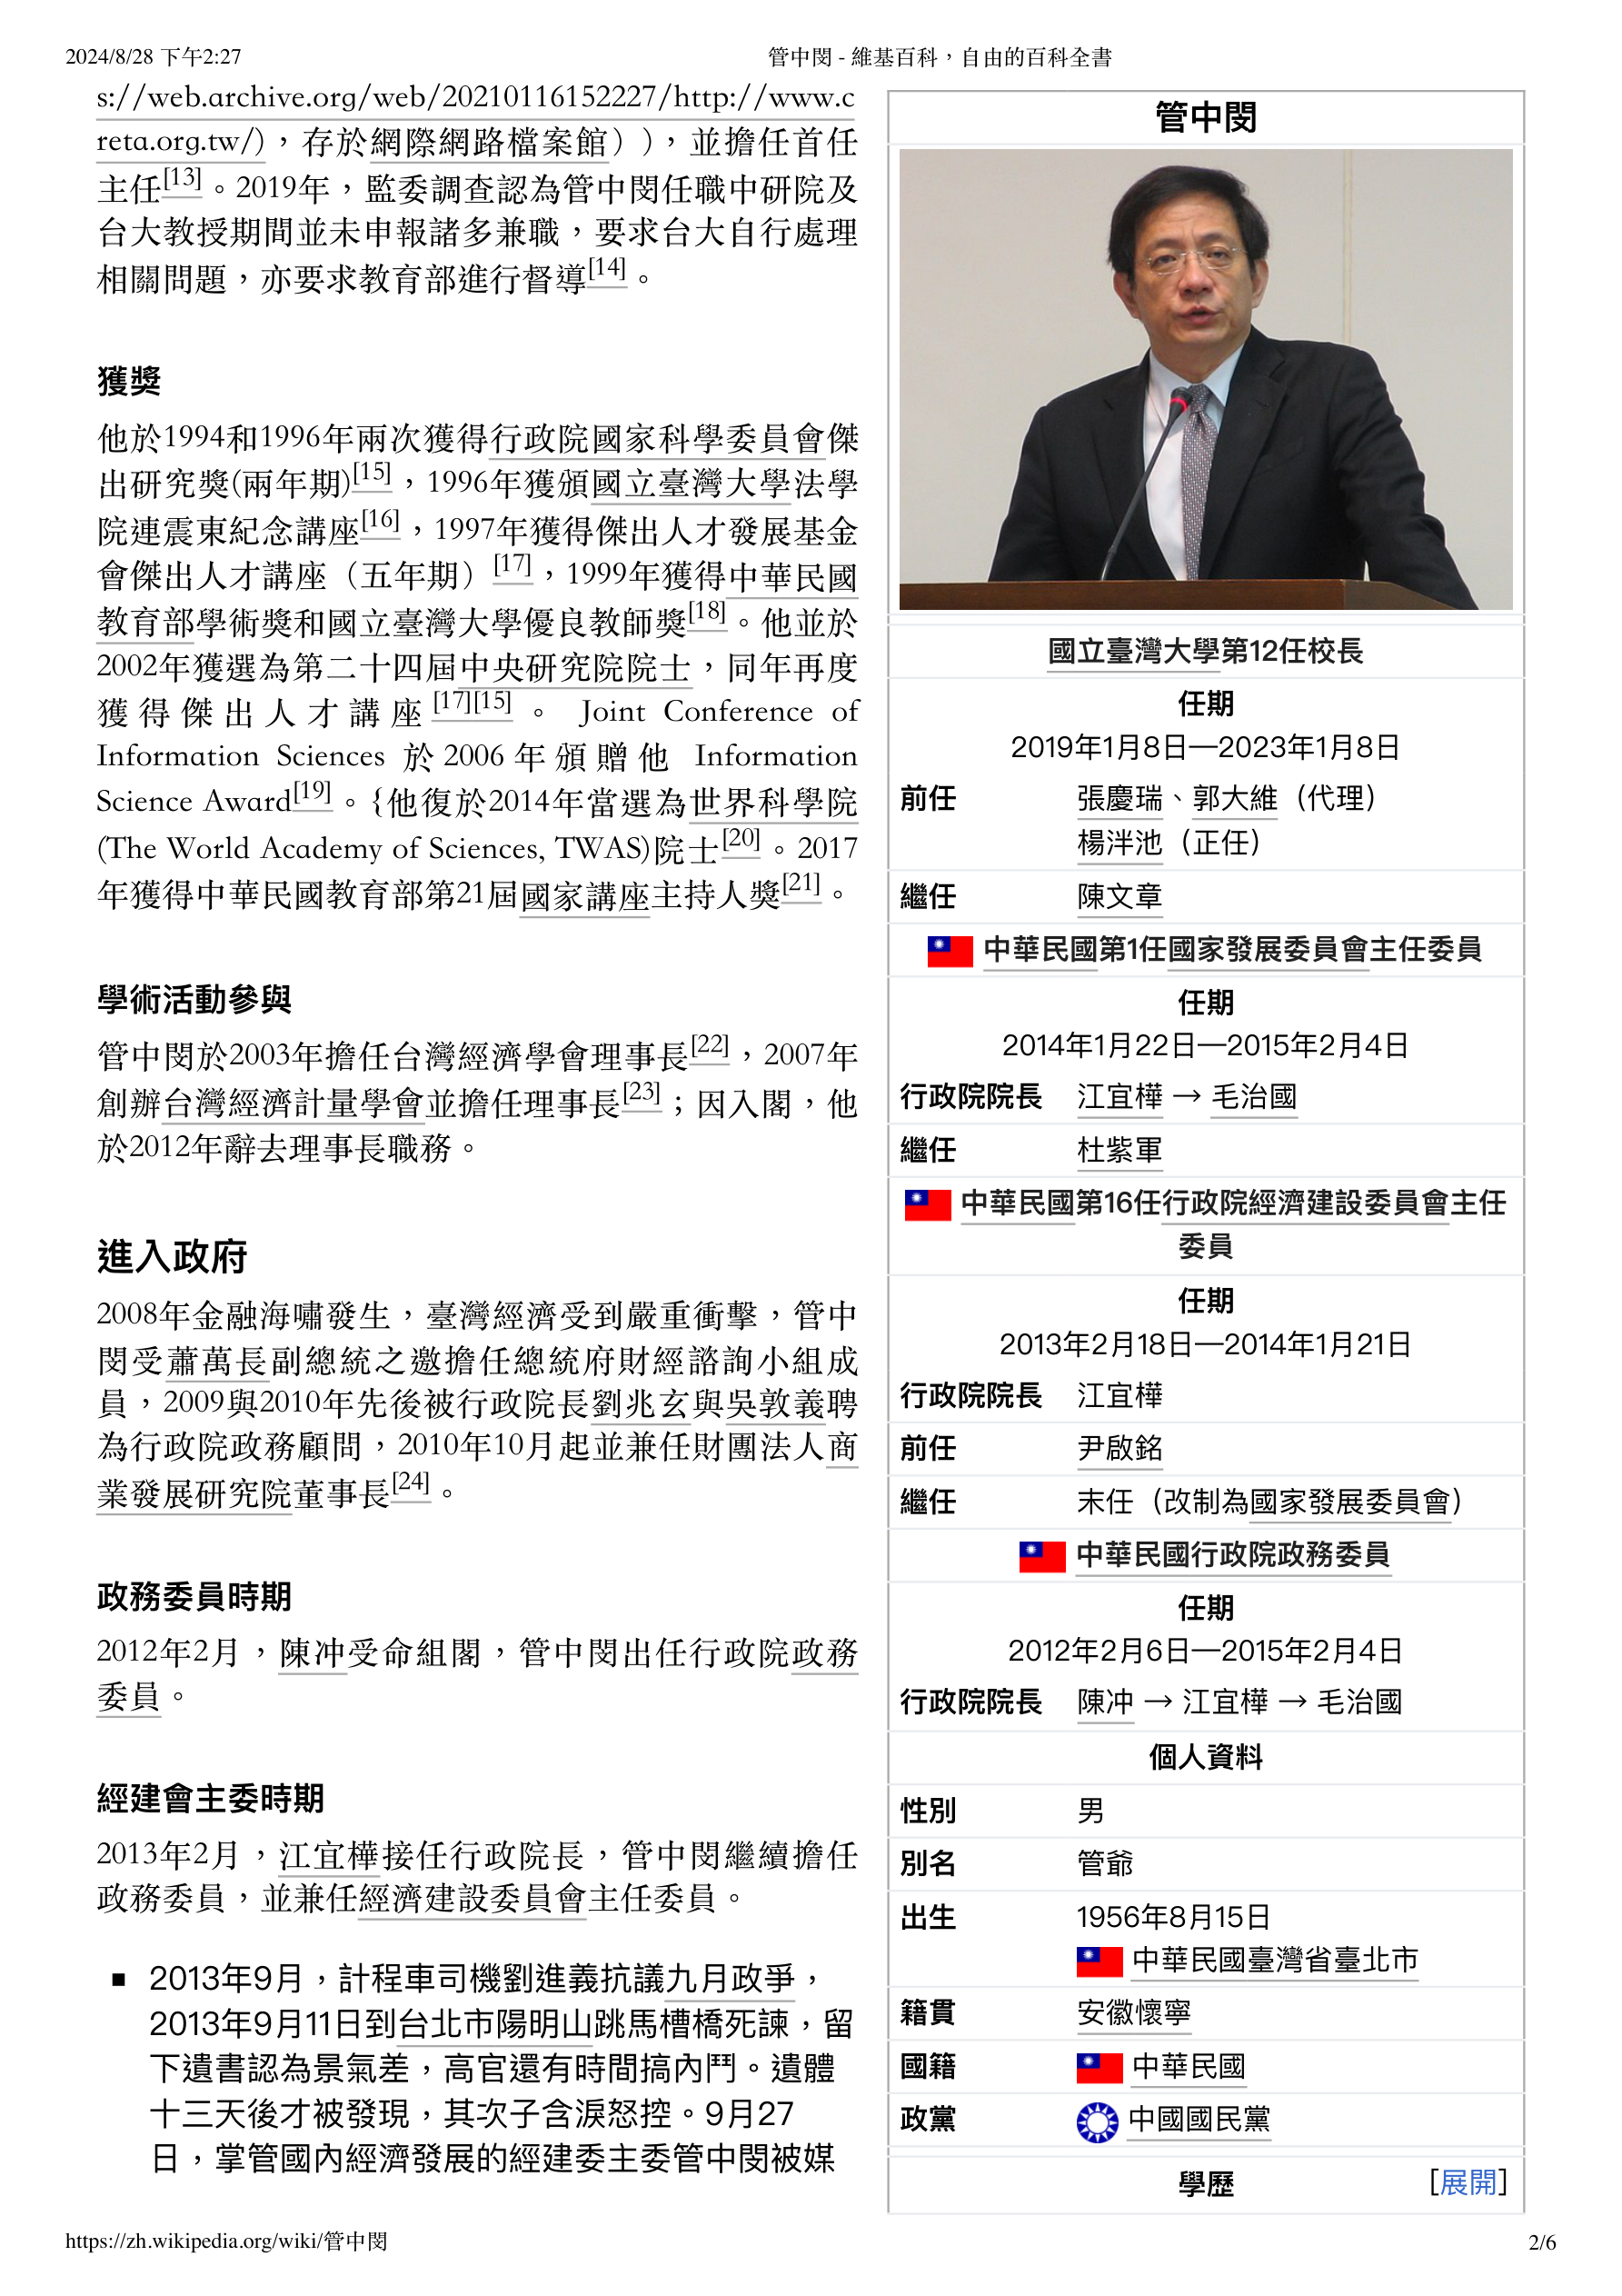 2024/8/28 下午2:27
管中閔 - 維基百科，自由的百科全書
s://web.archive.org/web/20210116152227/http://www.c
reta.org.tw/)，存於網際網路檔案館））， 並擔任首任
主任[13]。2019年，監委調查認為管中閔任職中研院及
台大教授期間並未申報諸多兼職，要求台大自行處理
相關問題，亦要求教育部進行督導[14]。
獲獎
他於1994和1996年兩次獲得行政院國家科學委員會傑
出研究獎(兩年期)[15]，1996年獲頒國立臺灣大學法學
院連震東紀念講座[16]，1997年獲得傑出人才發展基金
會傑出人才講座（五年期）[17]，1999年獲得中華民國
教育部學術獎和國立臺灣大學優良教師獎[18]。他並於
2002年獲選為第二十四屆中央研究院院士，同年再度
獲得傑出人才講座[17][15]。 Joint Conference of
Information Sciences 於2006年頒贈他 Information
Science Award[19]。{他復於2014年當選為世界科學院
(The World Academy of Sciences, TWAS)院士[20]。2017
年獲得中華民國教育部第21屆國家講座主持人獎[21]。
學術活動參與
管中閔於2003年擔任台灣經濟學會理事長[22]，2007年
創辦台灣經濟計量學會並擔任理事長[23]；因入閣，他
於2012年辭去理事長職務。
進入政府
2008年金融海嘯發生，臺灣經濟受到嚴重衝擊，管中
閔受蕭萬長副總統之邀擔任總統府財經諮詢小組成
員，2009與2010年先後被行政院長劉兆玄與吳敦義聘
為行政院政務顧問，2010年10月起並兼任財團法人商
業發展研究院董事長[24]。
政務委員時期
2012年2月，陳冲受命組閣，管中閔出任行政院政務
委員。
經建會主委時期
2013年2月，江宜樺接任行政院長，管中閔繼續擔任
政務委員，並兼任經濟建設委員會主任委員。
▪ 2013年9月，計程車司機劉進義抗議九月政爭，
2013年9月11日到台北市陽明山跳馬槽橋死諫，留
下遺書認為景氣差，高官還有時間搞內鬥。遺體
十三天後才被發現，其次子含淚怒控。9月27
日，掌管國內經濟發展的經建委主委管中閔被媒
管中閔
國立臺灣大學第12任校長
任期
2019年1月8日—2023年1月8日
前任 張慶瑞、郭大維（代理）
楊泮池（正任）
繼任 陳文章
中華民國第1任國家發展委員會主任委員
任期
2014年1月22日—2015年2月4日
行政院院長 江宜樺 → 毛治國
繼任 杜紫軍
中華民國第16任行政院經濟建設委員會主任
委員
任期
2013年2月18日—2014年1月21日
行政院院長 江宜樺
前任 尹啟銘
繼任 末任（改制為國家發展委員會）
中華民國行政院政務委員
任期
2012年2月6日—2015年2月4日
行政院院長 陳冲 → 江宜樺 → 毛治國
個人資料
性別 男
別名 管爺
出生 1956年8月15日
中華民國臺灣省臺北市
籍貫 安徽懷寧
國籍 中華民國
政黨 中國國民黨
學歷 [展開]
https://zh.wikipedia.org/wiki/管中閔
2/6